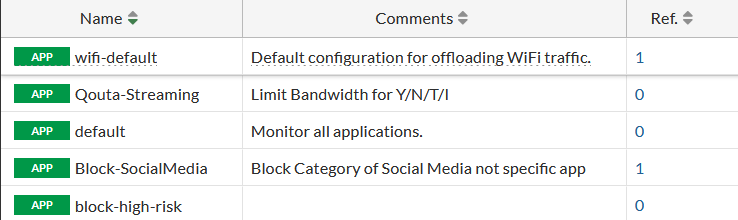 Name Comments Ref.
APP wifi-default Default configuration for offloading WiFi traffic. 1
APP Qouta-Streaming Limit Bandwidth for Y/N/T/I 0
APP default Monitor all applications. 0
APP Block-SocialMedia Block Category of Social Media not specific app 1
APP block-high-risk 0